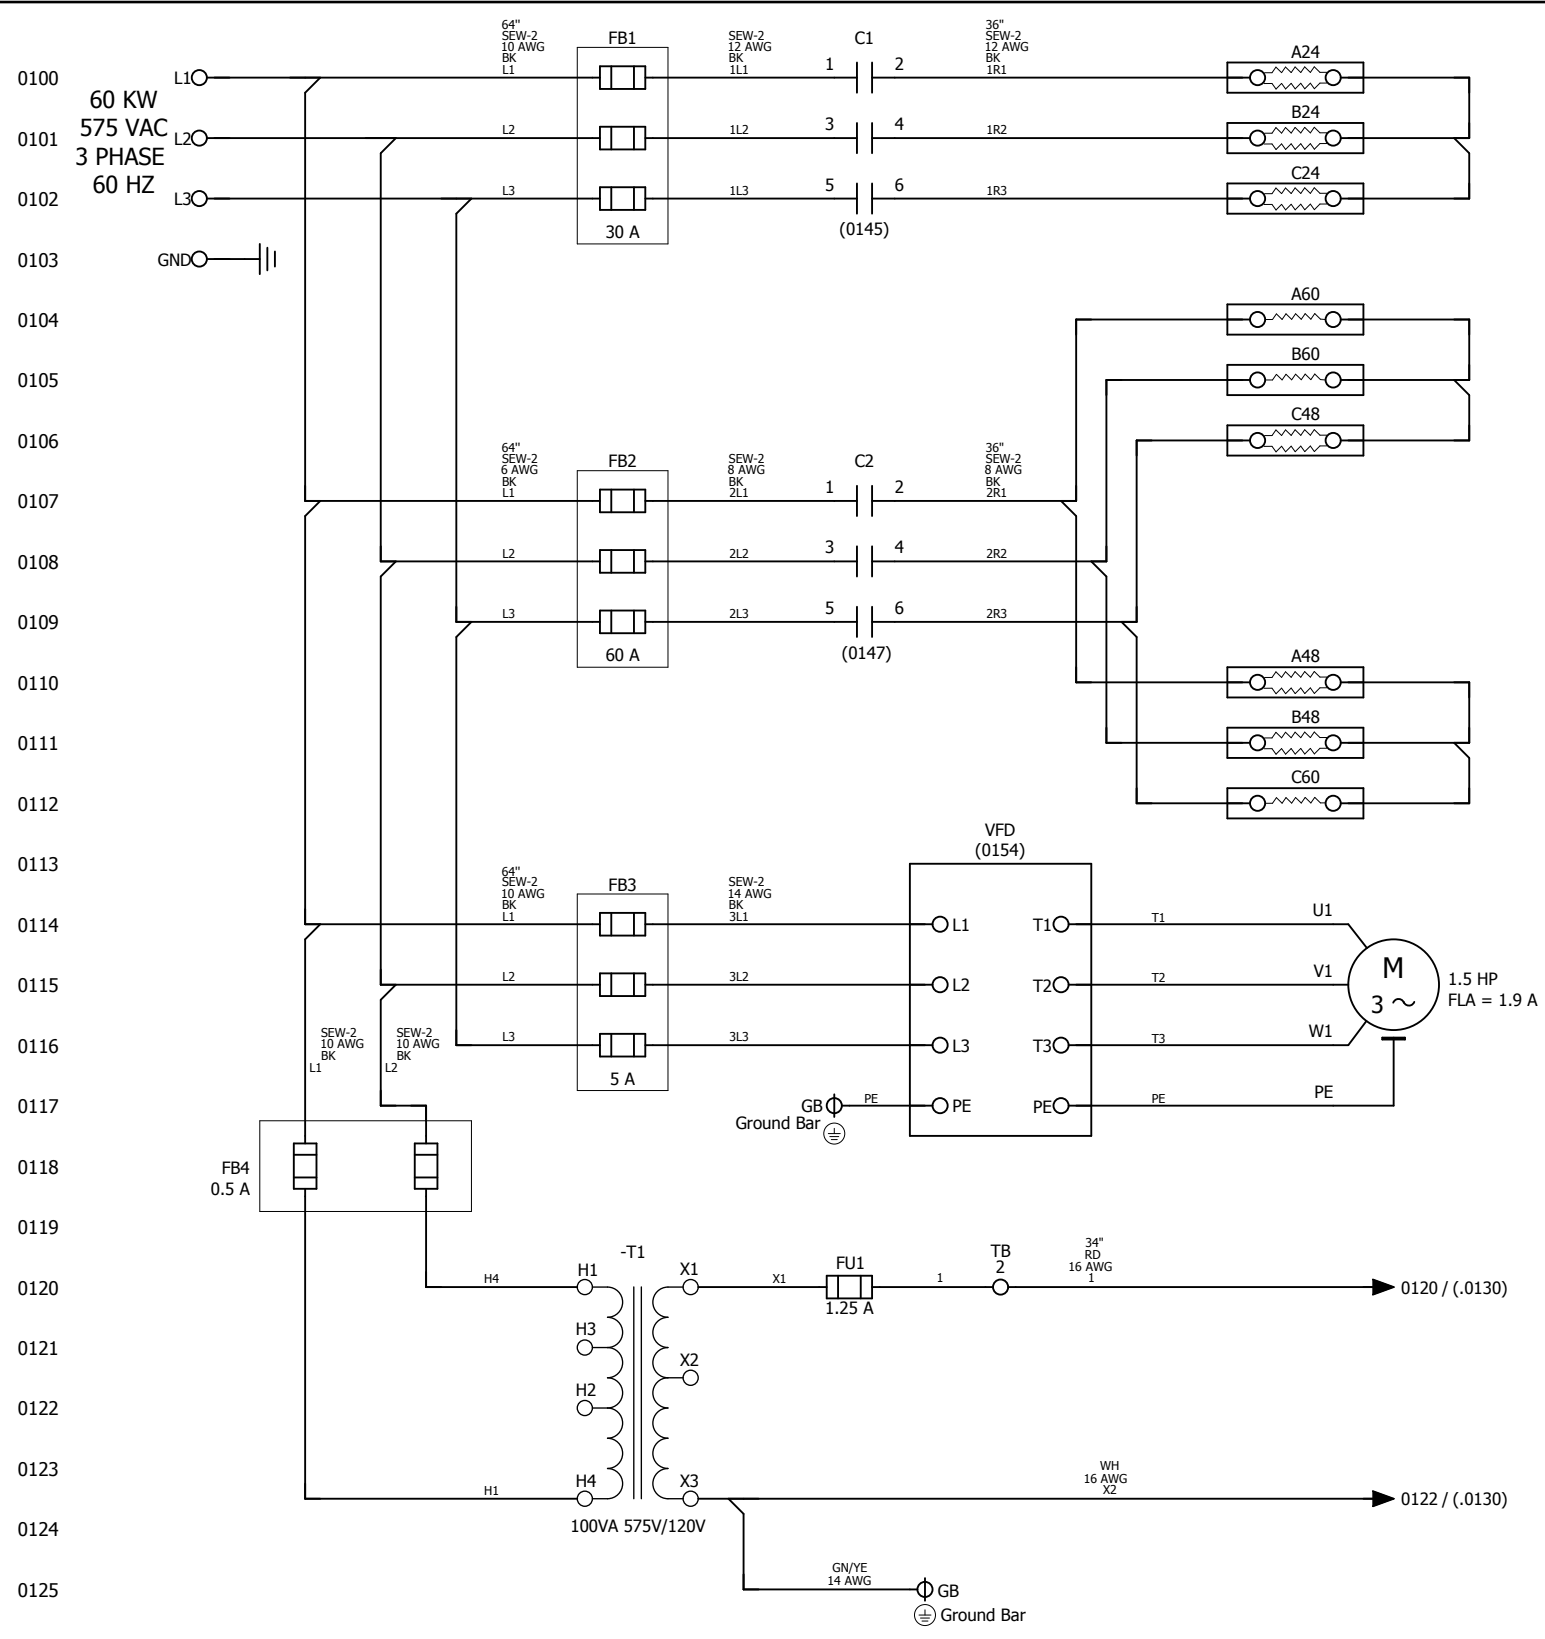 64"
SEW-2
10 AWG
BK
L1
FB1
SEW-2
12 AWG
BK
1L1
C1
1 2
36"
SEW-2
12 AWG
BK
1R1
A24
0100
L1
60 KW
575 VAC
3 PHASE
60 HZ
0101
L2
L2
1L2
3 4
1R2
B24
0102
L3
L3
1L3
5 6
1R3
C24
30 A
(0145)
0103
GND
0104
A60
0105
B60
0106
C48
64"
SEW-2
6 AWG
BK
L1
FB2
SEW-2
8 AWG
BK
2L1
C2
1 2
36"
SEW-2
8 AWG
BK
2R1
0107
0108
L2
2L2
3 4
2R2
0109
L3
2L3
5 6
2R3
60 A
(0147)
0110
A48
0111
B48
0112
C60
0113
VFD
(0154)
64"
SEW-2
10 AWG
BK
L1
FB3
SEW-2
14 AWG
BK
3L1
0114
L1
T1
T1
U1
0115
L2
3L2
L2
T2
T2
V1
M
3 ~
1.5 HP
FLA = 1.9 A
0116
SEW-2
10 AWG
BK
L1
SEW-2
10 AWG
BK
L2
L3
3L3
L3
T3
T3
W1
5 A
0117
GB
PE
PE
PE
PE
PE
Ground Bar
0118
FB4
0.5 A
0119
0120
H4
-T1
H1
X1
X1
FU1
1.25 A
1
TB
2
34"
RD
16 AWG
1
0120 / (.0130)
0121
H3
X2
0122
H2
0123
H1
H4
X3
WH
16 AWG
X2
0122 / (.0130)
0124
100VA 575V/120V
0125
GN/YE
14 AWG
GB
Ground Bar